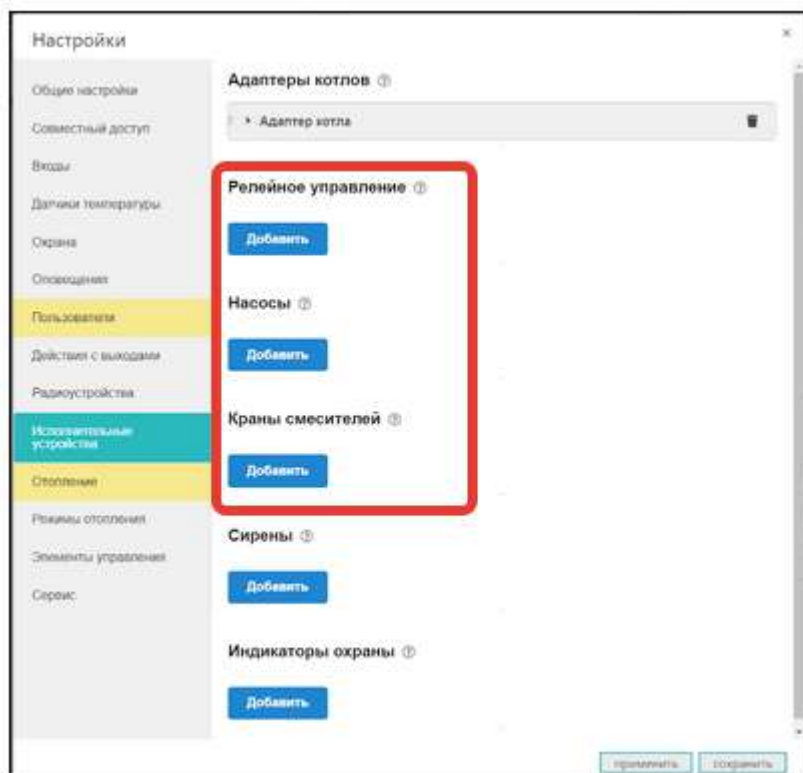 Настройки
Общие настройки
Совместный доступ
Входы
Датчики температуры
Охрана
Оповещения
Пользователи
Действия с выходами
Радиоустройства
Исполнительные
устройства
Отопление
Режимы отопления
Элементы управления
Сервис
Адаптеры котлов
Адаптер котла
Релейное управление
Добавить
Насосы
Добавить
Краны смесителей
Добавить
Сирены
Добавить
Индикаторы охраны
Добавить
применить
сохранить